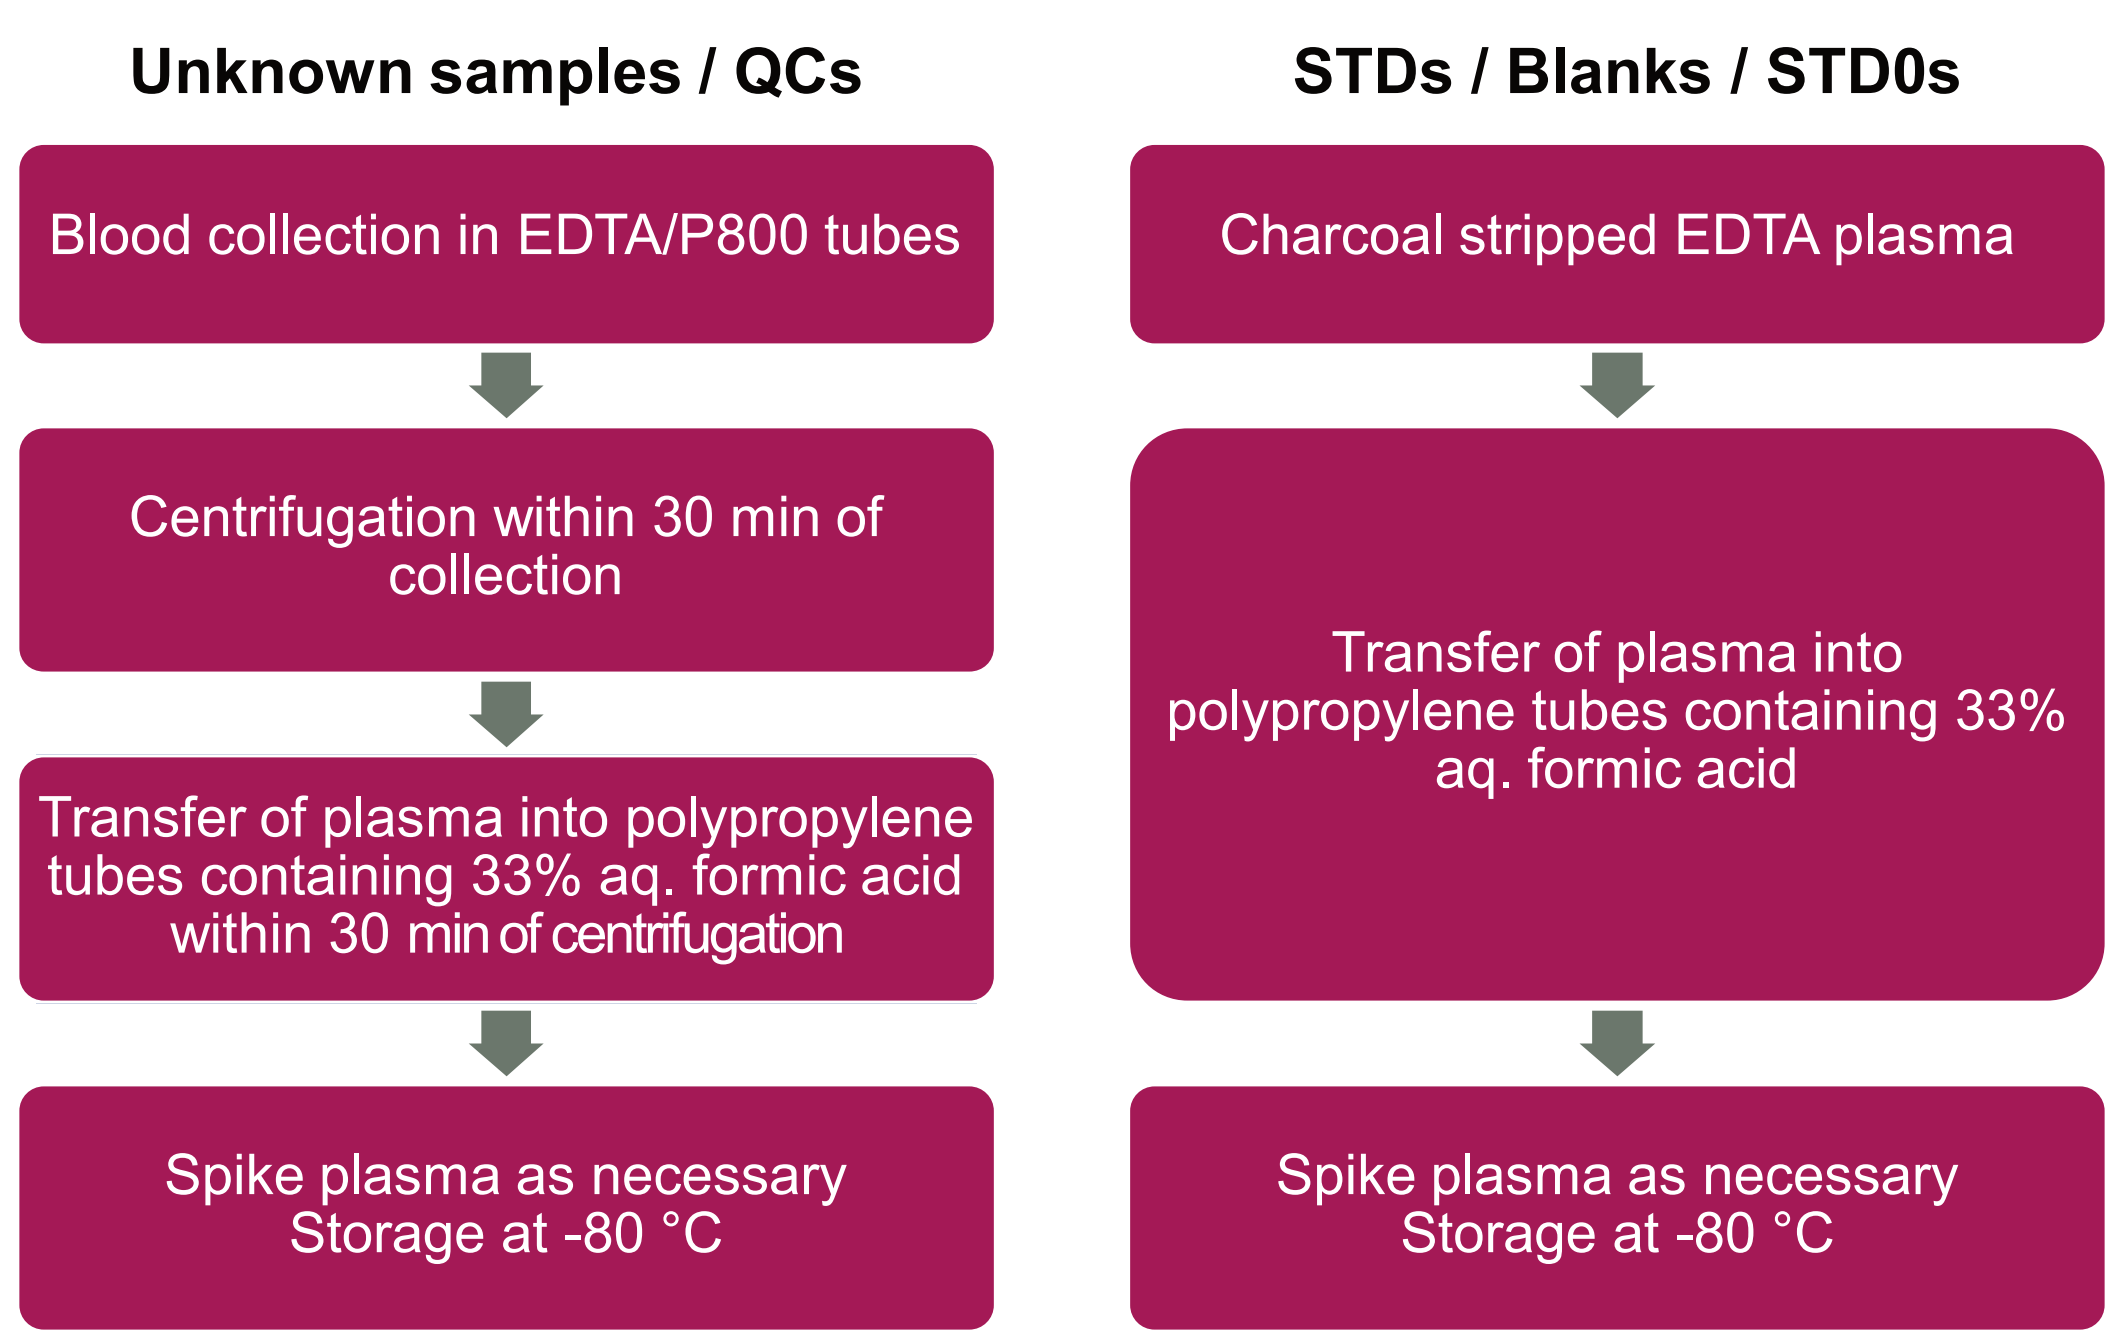 Unknown samples / QCs
Blood collection in EDTA/P800 tubes
Centrifugation within 30 min of
collection
Transfer of plasma into polypropylene
tubes containing 33% aq. formic acid
within 30 min of centrifugation
Spike plasma as necessary
Storage at -80 °C
STDs / Blanks / STD0s
Charcoal stripped EDTA plasma
Transfer of plasma into
polypropylene tubes containing 33%
aq. formic acid
Spike plasma as necessary
Storage at -80 °C